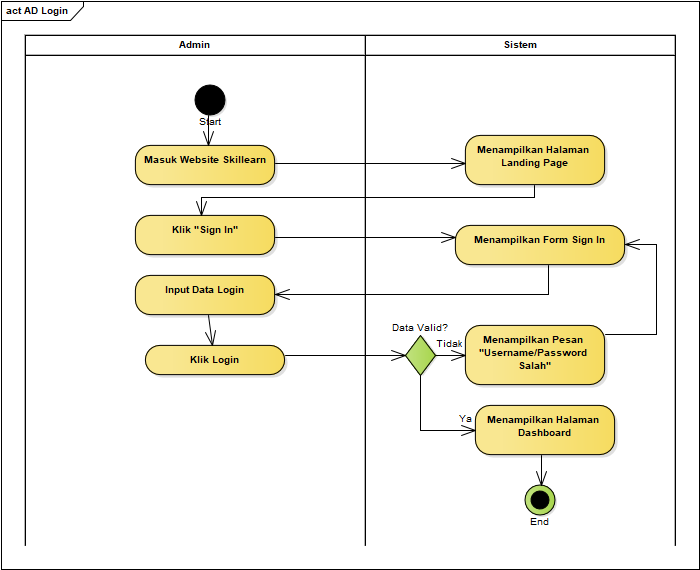 act AD Login
Admin
Sistem
Start
Masuk Website Skillearn
Menampilkan Halaman
Landing Page
Klik "Sign In"
Menampilkan Form Sign In
Input Data Login
Data Valid?
Klik Login
Tidak
Menampilkan Pesan
"Username/Password
Salah"
Ya
Menampilkan Halaman
Dashboard
End